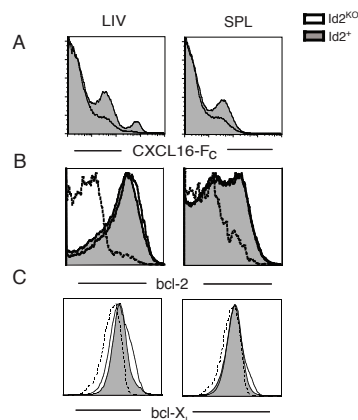 LIV SPL
Id2KO
Id2+
A
CXCL16-Fc
B
bcl-2
C
bcl-XL